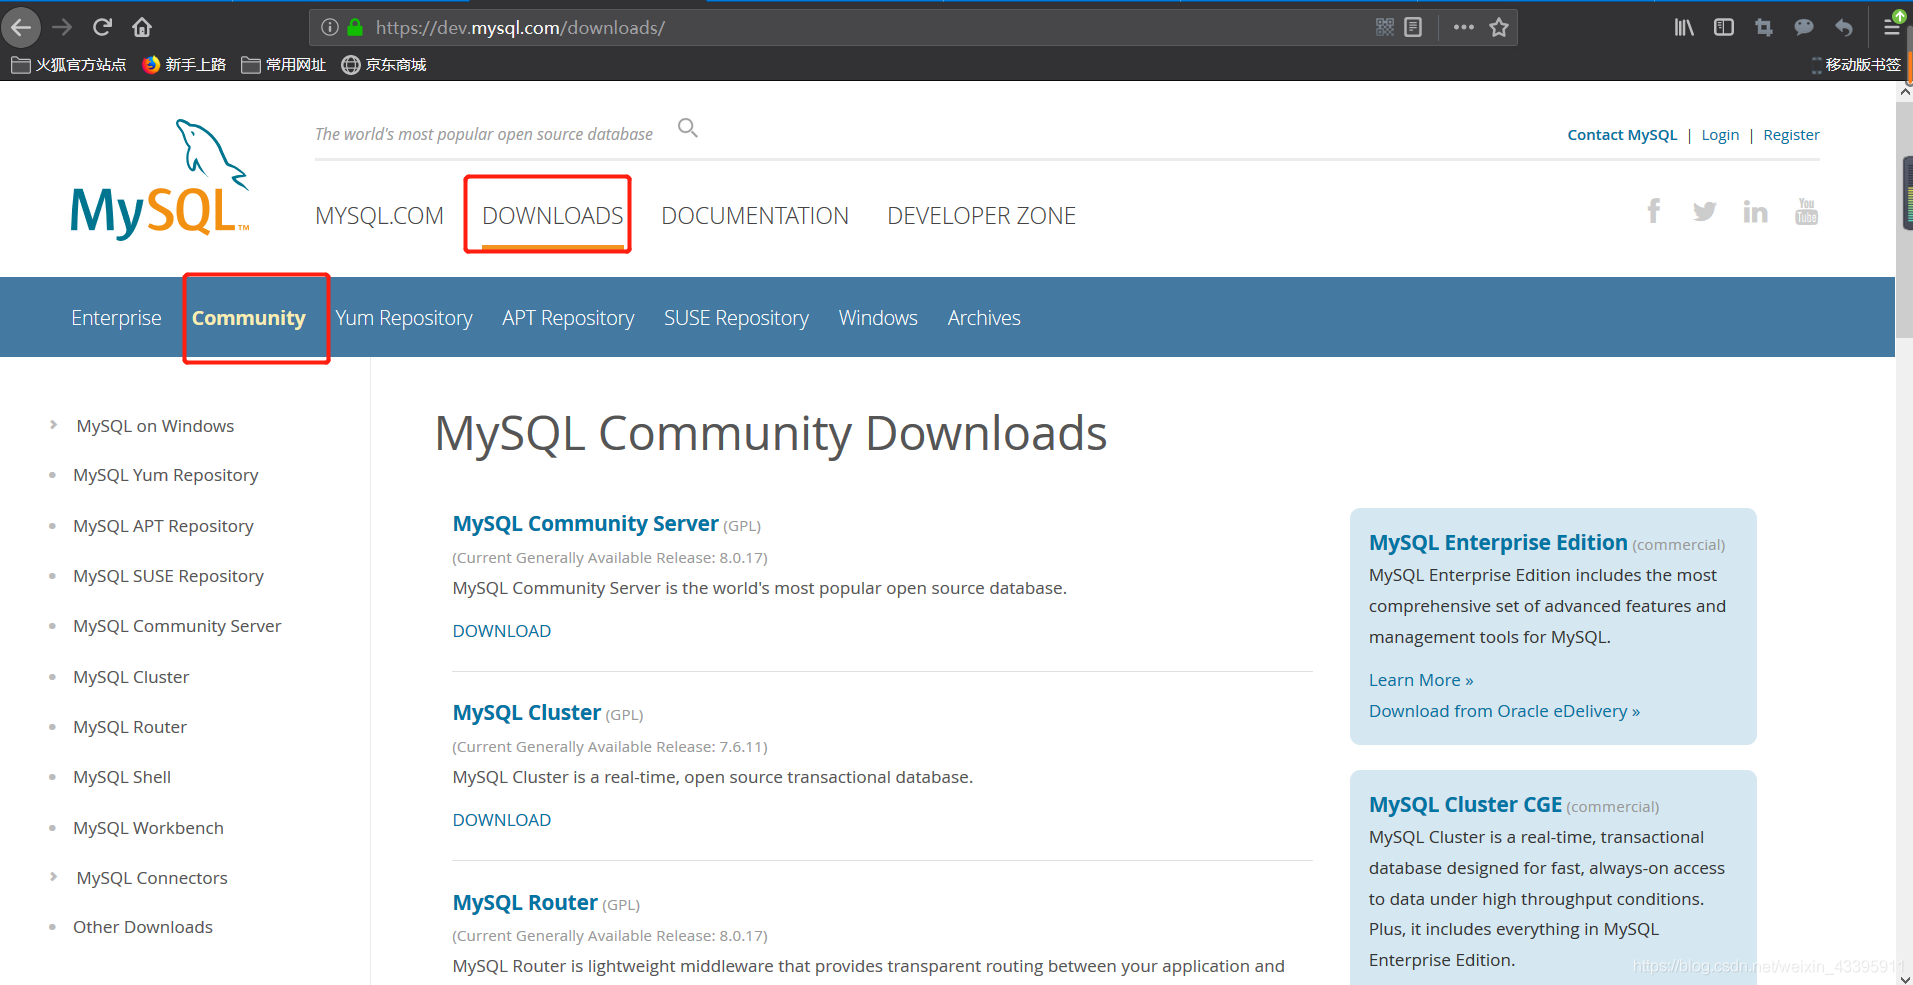 https://dev.mysql.com/downloads/
火狐官方站点 新手上路 常用网址 京东商城 移动版书签
The world's most popular open source database
Contact MySQL | Login | Register
MySQL™
MYSQL.COM DOWNLOADS DOCUMENTATION DEVELOPER ZONE
You Tube
Enterprise Community Yum Repository APT Repository SUSE Repository Windows Archives
MySQL on Windows
MySQL Yum Repository
MySQL APT Repository
MySQL SUSE Repository
MySQL Community Server
MySQL Cluster
MySQL Router
MySQL Shell
MySQL Workbench
MySQL Connectors
Other Downloads
MySQL Community Downloads
MySQL Community Server (GPL)
(Current Generally Available Release: 8.0.17)
MySQL Community Server is the world's most popular open source database.
DOWNLOAD
MySQL Cluster (GPL)
(Current Generally Available Release: 7.6.11)
MySQL Cluster is a real-time, open source transactional database.
DOWNLOAD
MySQL Router (GPL)
(Current Generally Available Release: 8.0.17)
MySQL Router is lightweight middleware that provides transparent routing between your application and
MySQL Enterprise Edition (commercial)
MySQL Enterprise Edition includes the most
comprehensive set of advanced features and
management tools for MySQL.
Learn More »
Download from Oracle eDelivery »
MySQL Cluster CGE (commercial)
MySQL Cluster is a real-time, transactional
database designed for fast, always-on access
to data under high throughput conditions.
Plus, it includes everything in MySQL
Enterprise Edition.
https://blog.csdn.net/weixin_43395911